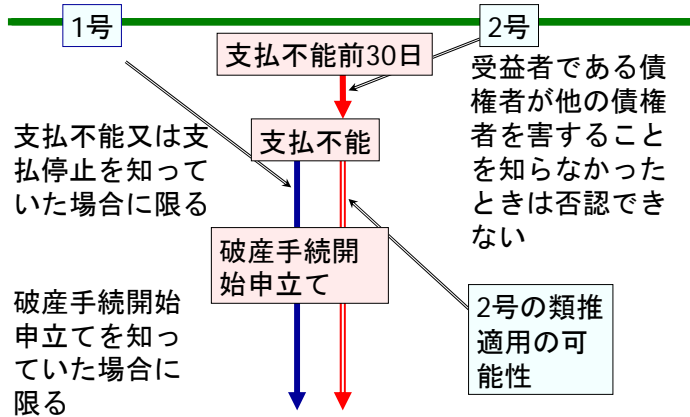 1号
支払不能前30日
2号
受益者である債
権者が他の債権
者を害すること
を知らなかった
ときは否認でき
ない
支払不能又は支
払停止を知って
いた場合に限る
支払不能
破産手続開
始申立て
破産手続開始
申立てを知っ
ていた場合に
限る
2号の類推
適用の可
能性